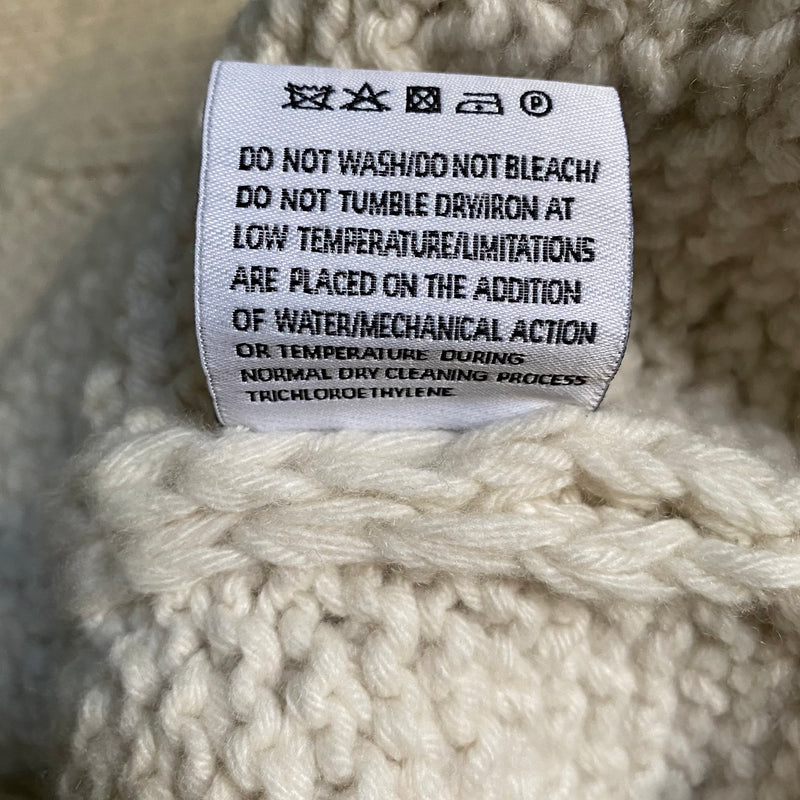 P
DO NOT WASH/DO NOT BLEACH/
DO NOT TUMBLE DRY/IRON AT
LOW TEMPERATURE/LIMITATIONS
ARE PLACED ON THE ADDITION
OF WATER/MECHANICAL ACTION
OR TEMPERATURE DURING
NORMAL DRY CLEANING PROCESS
TRICHLOROETHYLENE